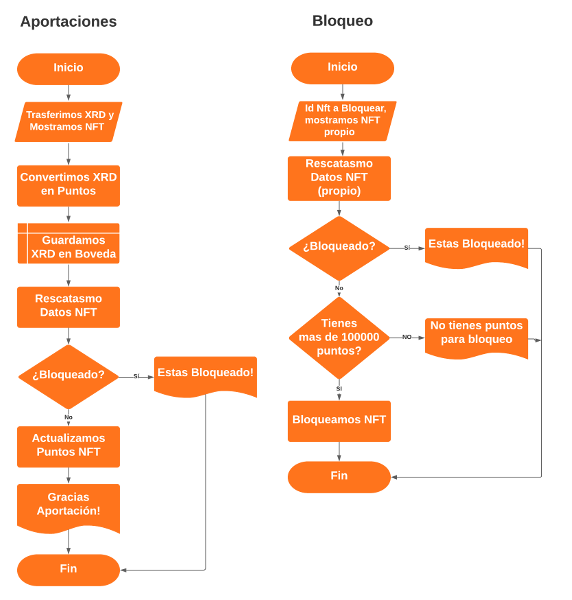 Aportaciones
Inicio
Trasferimos XRD y
Mostramos NFT
Convertimos XRD
en Puntos
Guardamos
XRD en Boveda
Rescatasmo
Datos NFT
¿Bloqueado?
Si
Estas Bloqueado!
No
Actualizamos
Puntos NFT
Gracias
Aportación!
Fin
Bloqueo
Inicio
Id Nft a Bloquear,
mostramos NFT
propio
Rescatasmo
Datos NFT
(propio)
¿Bloqueado?
Si
Estas Bloqueado!
No
Tienes
mas de 100000
puntos?
NO
No tienes puntos
para bloqueo
Si
Bloqueamos NFT
Fin